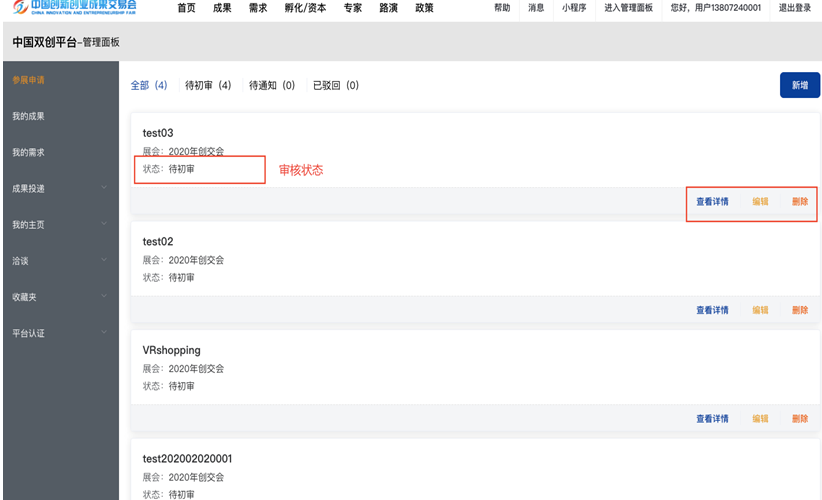 中国创新创业成果交易会
CHINA INNOVATION AND ENTREPRENEURSHIP FAIR
首页 成果 需求 孵化/资本 专家 路演 政策 帮助 消息 小程序 进入管理面板 您好，用户13807240001 退出登录
中国双创平台-管理面板
参展申请
我的成果
我的需求
成果投递
我的主页
洽谈
收藏夹
平台认证
全部（4） 待初审（4） 待通知（0） 已驳回（0） 新增
test03
展会：2020年创交会
状态：待初审 审核状态
查看详情 编辑 删除
test02
展会：2020年创交会
状态：待初审
查看详情 编辑 删除
VRshopping
展会：2020年创交会
状态：待初审
查看详情 编辑 删除
test202002020001
展会：2020年创交会
状态：待初审